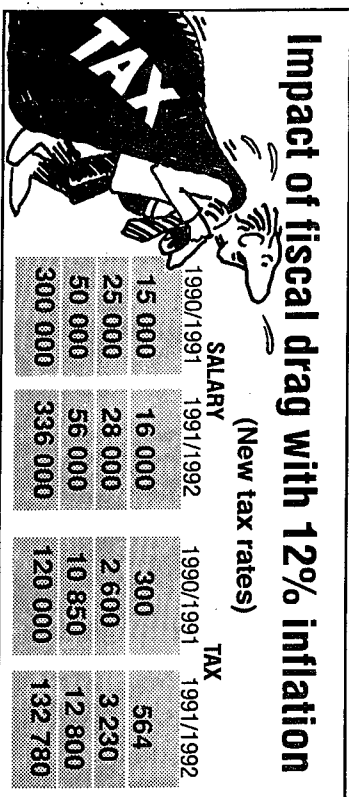 Impact of fiscal drag with 12% inflation
(New tax rates)
TAX
SALARY TAX
1990/1991 1991/1992 1990/1991 1991/1992
15 000 16 000 300 564
25 000 28 000 2 600 3 230
50 000 56 000 10 850 12 800
300 000 336 000 120 000 132 780